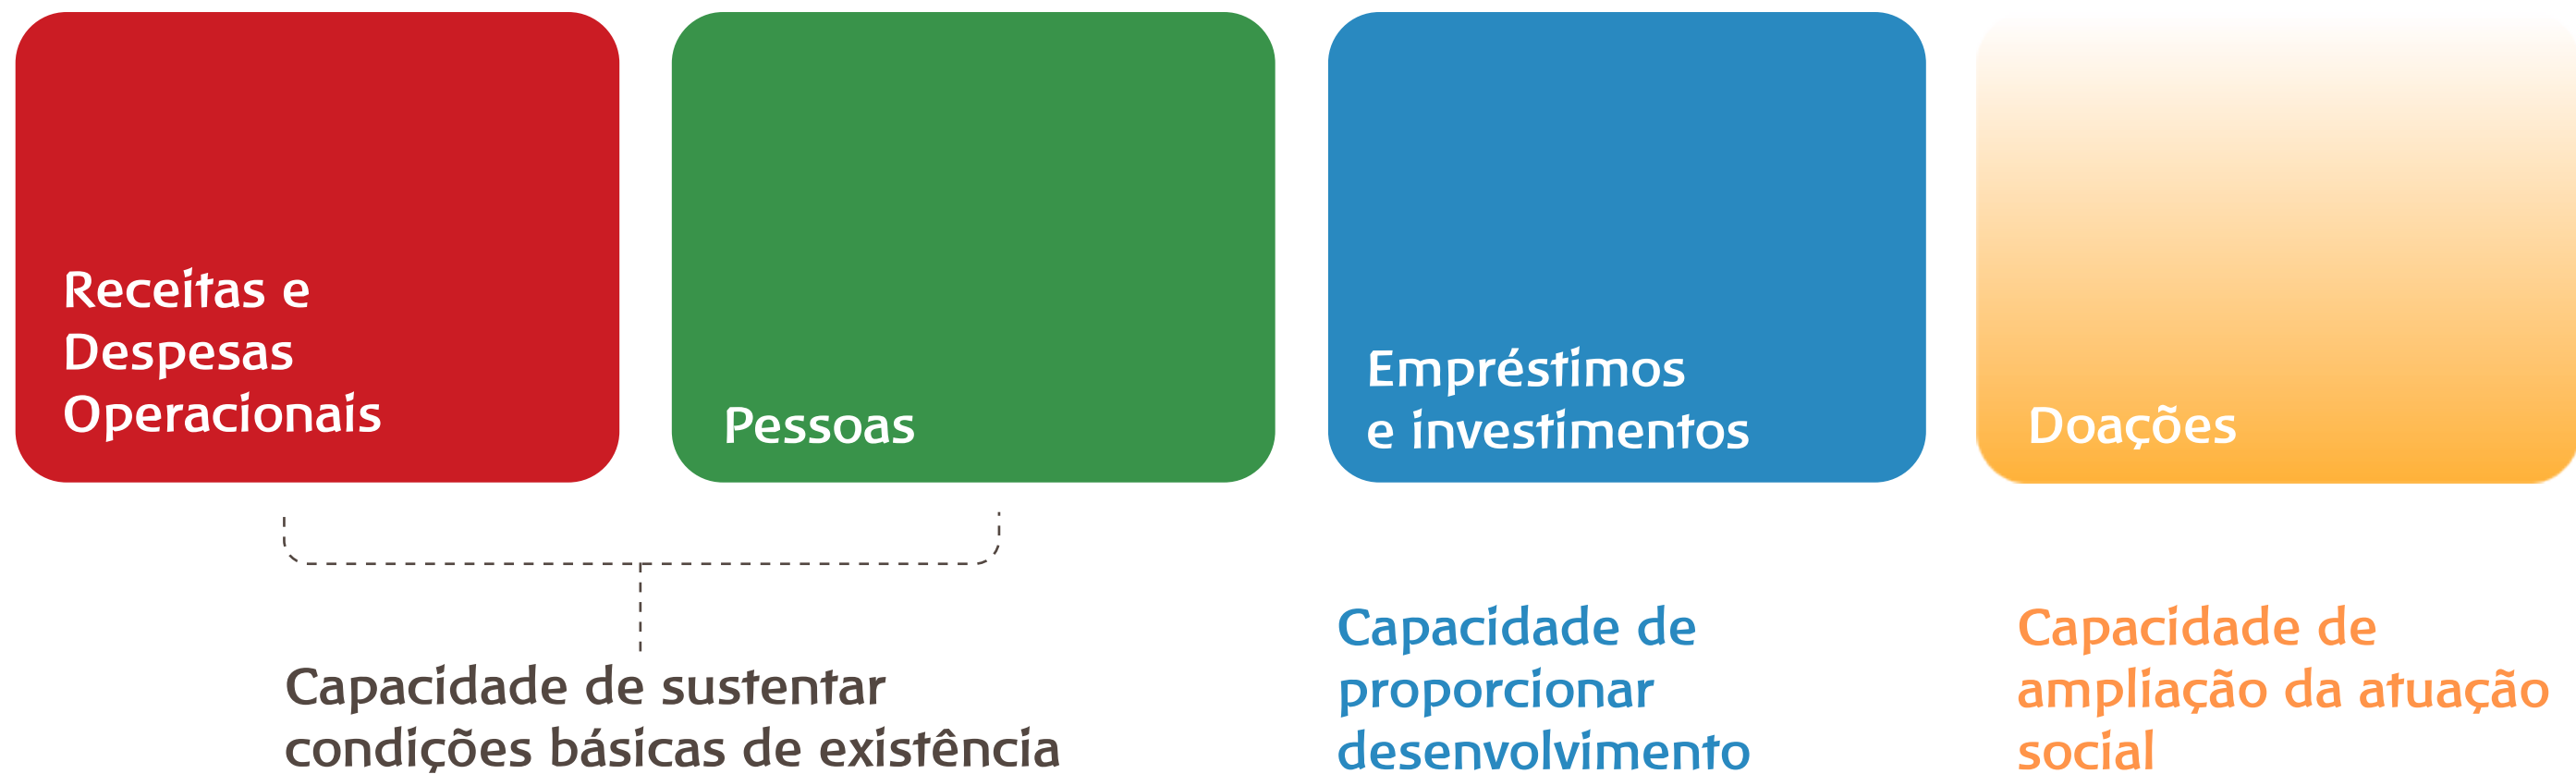 Receitas e
Despesas
Operacionais
Pessoas
Empréstimos
e investimentos
Doações
Capacidade de sustentar
condições básicas de existência
Capacidade de
proporcionar
desenvolvimento
Capacidade de
ampliação da atuação
social